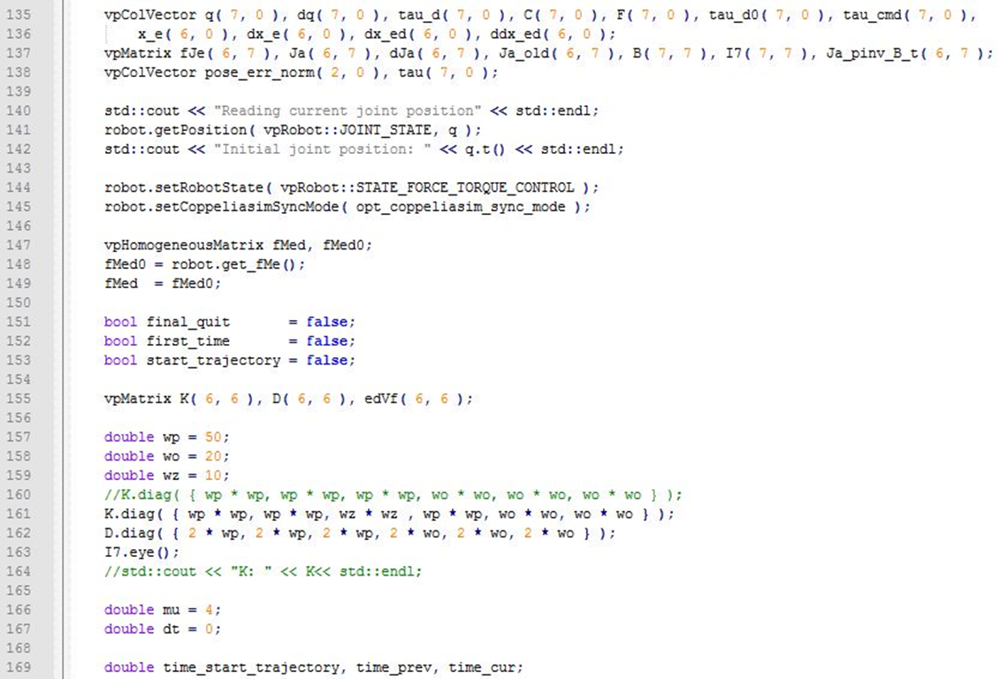 135 vpColVector q( 7, 0 ), dq( 7, 0 ), tau_d( 7, 0 ), C( 7, 0 ), F( 7, 0 ), tau_d0( 7, 0 ), tau_cmd( 7, 0 ),
136 x_e( 6, 0 ), dx_e( 6, 0 ), dx_ed( 6, 0 ), ddx_ed( 6, 0 );
137 vpMatrix fJe( 6, 7 ), Ja( 6, 7 ), dJa( 6, 7 ), Ja_old( 6, 7 ), B( 7, 7 ), I7( 7, 7 ), Ja_pinv_B_t( 6, 7 );
138 vpColVector pose_err_norm( 2, 0 ), tau( 7, 0 );
139
140 std::cout << "Reading current joint position" << std::endl;
141 robot.getPosition( vpRobot::JOINT_STATE, q );
142 std::cout << "Initial joint position: " << q.t() << std::endl;
143
144 robot.setRobotState( vpRobot::STATE_FORCE_TORQUE_CONTROL );
145 robot.setCoppeliasimSyncMode( opt_coppeliasim_sync_mode );
146
147 vpHomogeneousMatrix fMed, fMed0;
148 fMed0 = robot.get_fMe();
149 fMed  = fMed0;
150
151 bool final_quit       = false;
152 bool first_time       = false;
153 bool start_trajectory = false;
154
155 vpMatrix K( 6, 6 ), D( 6, 6 ), edVf( 6, 6 );
156
157 double wp = 50;
158 double wo = 20;
159 double wz = 10;
160 //K.diag( { wp * wp, wp * wp, wp * wp, wo * wo, wo * wo, wo * wo } );
161 K.diag( { wp * wp, wp * wp, wz * wz , wp * wp, wo * wo, wo * wo } );
162 D.diag( { 2 * wp, 2 * wp, 2 * wp, 2 * wo, 2 * wo, 2 * wo } );
163 I7.eye();
164 //std::cout << "K: " << K<< std::endl;
165
166 double mu = 4;
167 double dt = 0;
168
169 double time_start_trajectory, time_prev, time_cur;